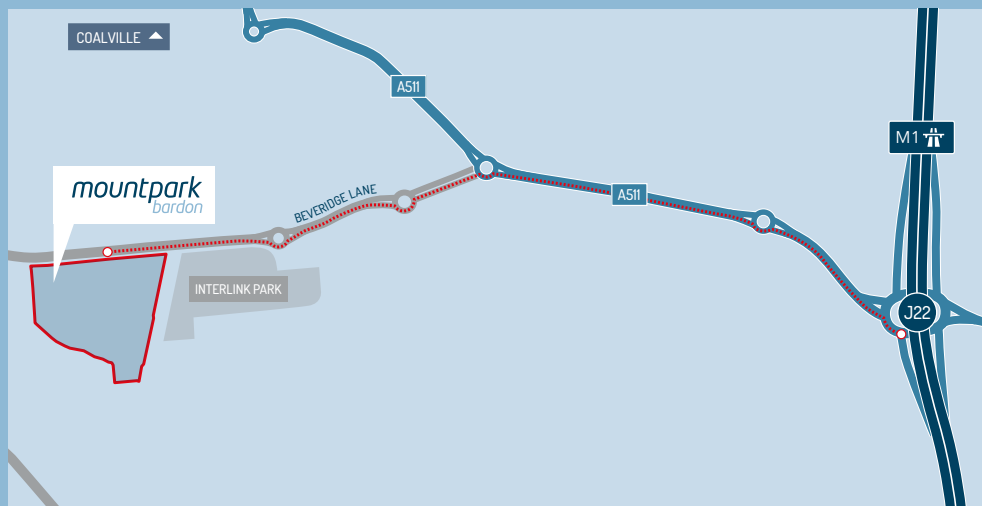 COALVILLE
A511
M1
mountpark
bardon
BEVERIDGE LANE
A511
INTERLINK PARK
J22